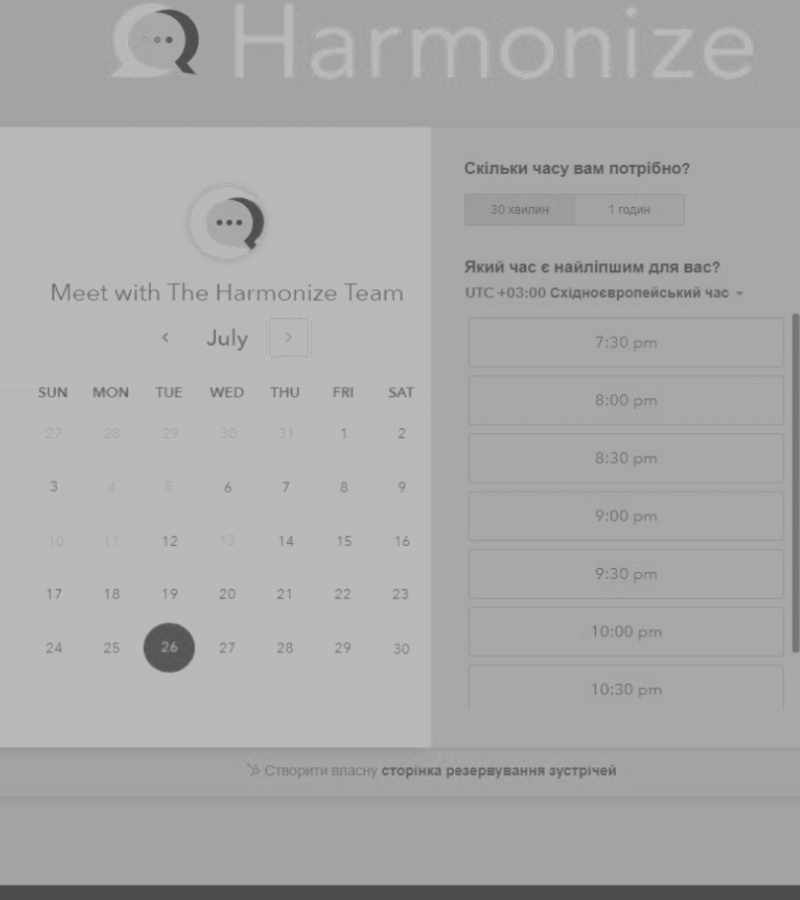 Harmonize
Meet with The Harmonize Team
July
SUN MON TUE WED THU FRI SAT
27 28 29 30 31 1 2
3 4 5 6 7 8 9
10 11 12 13 14 15 16
17 18 19 20 21 22 23
24 25 26 27 28 29 30
Скільки часу вам потрібно?
30 хвилин 1 годин
Який час є найліпшим для вас?
UTC +03:00 Східноєвропейський час
7:30 pm
8:00 pm
8:30 pm
9:00 pm
9:30 pm
10:00 pm
10:30 pm
Створити власну сторінка резервування зустрічей